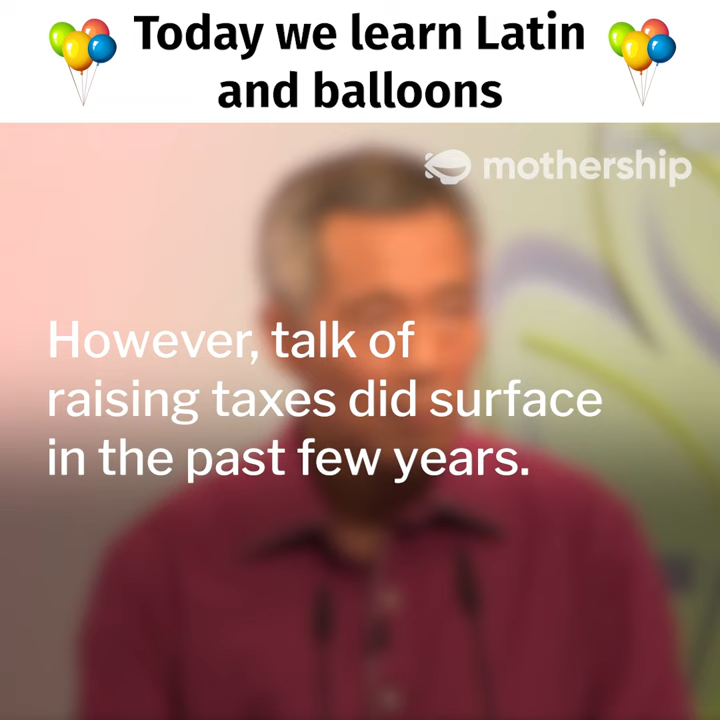 Today we learn Latin
and balloons
mothership
However, talk of
raising taxes did surface
in the past few years.